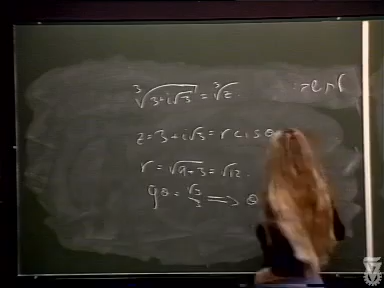 ∛(3+i√3) = ∛z.
z = 3+i√3 = r cis θ
r = √(9+3) = √12.
tg θ = √3/3 ⟹ θ